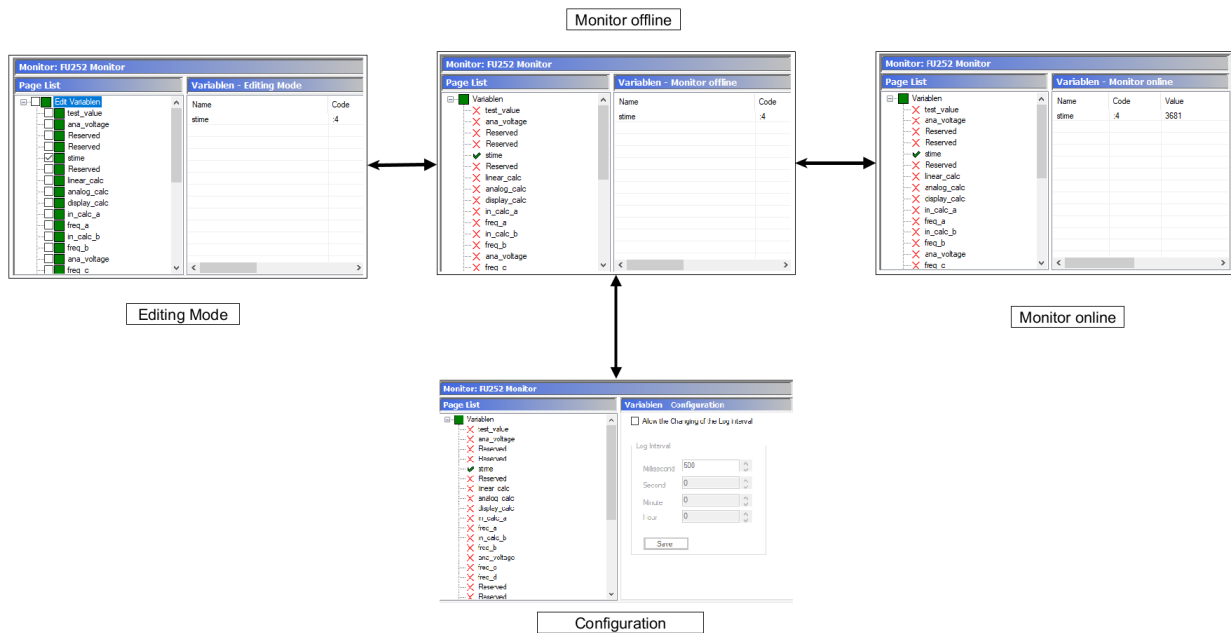 Monitor offline
Monitor: FU252 Monitor
Page List
Variablen - Editing Mode
Edit Variablen
test_value
ana_voltage
Reserved
Reserved
stime
Reserved
linear_calc
analog_calc
display_calc
in_calc_a
freq_a
in_calc_b
freq_b
ana_voltage
freq_c
Name Code
stime :4
Editing Mode
Monitor: FU252 Monitor
Page List
Variablen - Monitor offline
Variablen
test_value
ana_voltage
Reserved
Reserved
stime
Reserved
linear_calc
analog_calc
display_calc
in_calc_a
freq_a
in_calc_b
freq_b
ana_voltage
freq_c
Name Code
stime :4
Monitor: FU252 Monitor
Page List
Variablen - Monitor online
Variablen
test_value
ana_voltage
Reserved
Reserved
stime
Reserved
linear_calc
analog_calc
display_calc
in_calc_a
freq_a
in_calc_b
freq_b
ana_voltage
freq_c
Name Code Value
stime :4 3681
Monitor online
Monitor: FU252 Monitor
Page List
Variablen Configuration
Variablen
test_value
ana_voltage
Reserved
Reserved
stime
Reserved
linear_calc
analog_calc
display_calc
in_calc_a
freq_a
in_calc_b
freq_b
ana_voltage
freq_c
freq_d
Reserved
Reserved
Allow the Changing of the Log Interval
Log Interval
Millisecond 500
Second 0
Minute 0
Hour 0
Save
Configuration